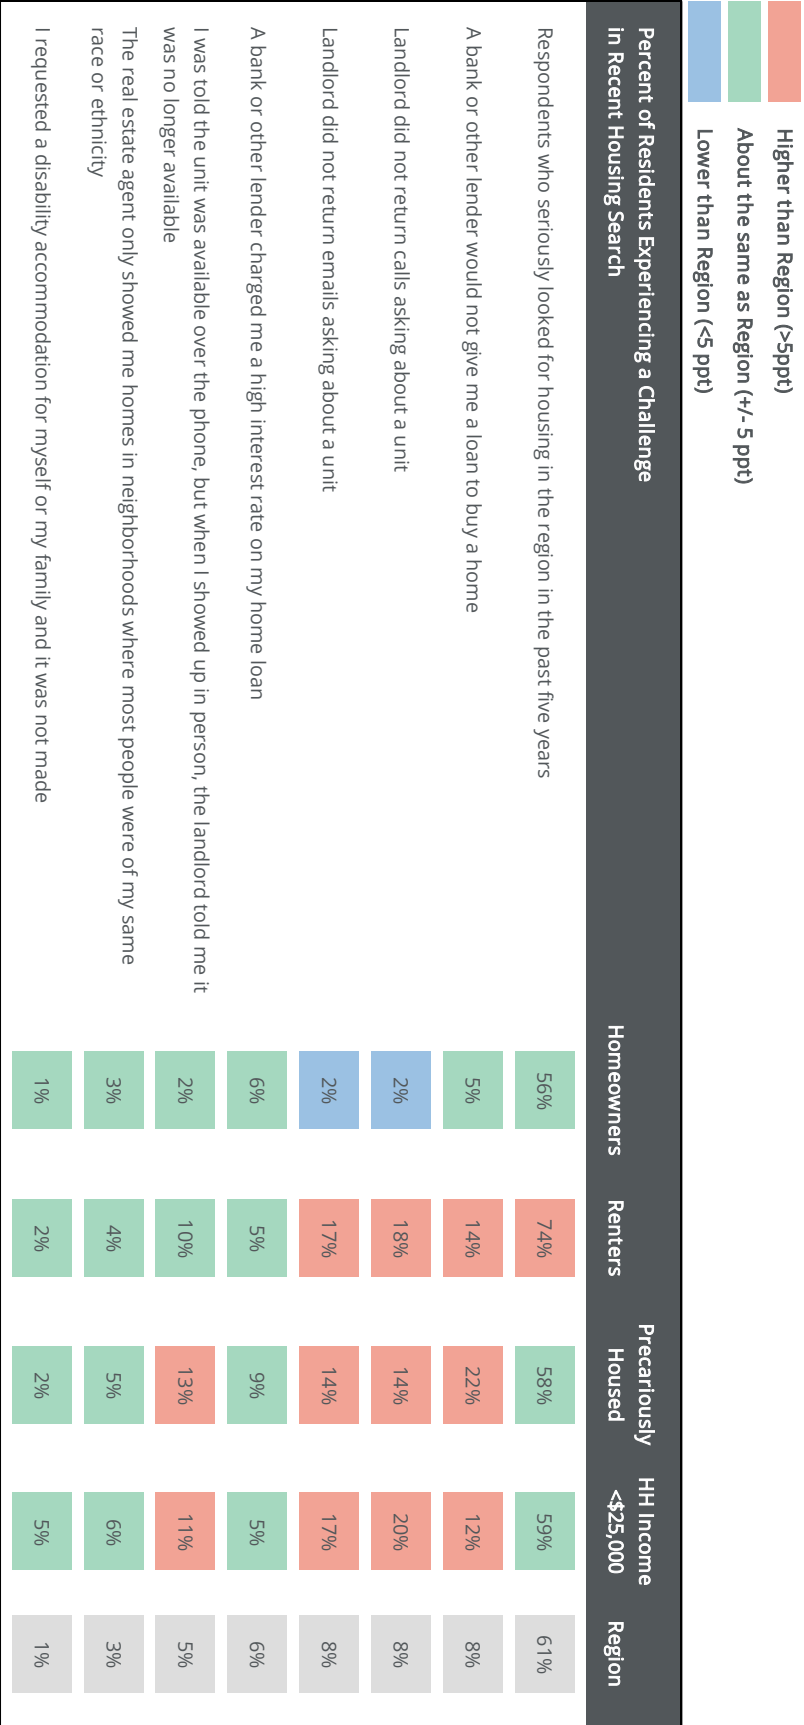 Higher than Region (>5ppt)
About the same as Region (+/- 5 ppt)
Lower than Region (<5 ppt)
Percent of Residents Experiencing a Challenge
in Recent Housing Search
Homeowners
Renters
Precariously
Housed
HH Income
<$25,000
Region
Respondents who seriously looked for housing in the region in the past five years 56% 74% 58% 59% 61%
A bank or other lender would not give me a loan to buy a home 5% 14% 22% 12% 8%
Landlord did not return calls asking about a unit 2% 18% 14% 20% 8%
Landlord did not return emails asking about a unit 2% 17% 14% 17% 8%
A bank or other lender charged me a high interest rate on my home loan 6% 5% 9% 5% 6%
I was told the unit was available over the phone, but when I showed up in person, the landlord told me it
was no longer available
2% 10% 13% 11% 5%
The real estate agent only showed me homes in neighborhoods where most people were of my same
race or ethnicity
3% 4% 5% 6% 3%
I requested a disability accommodation for myself or my family and it was not made 1% 2% 2% 5% 1%